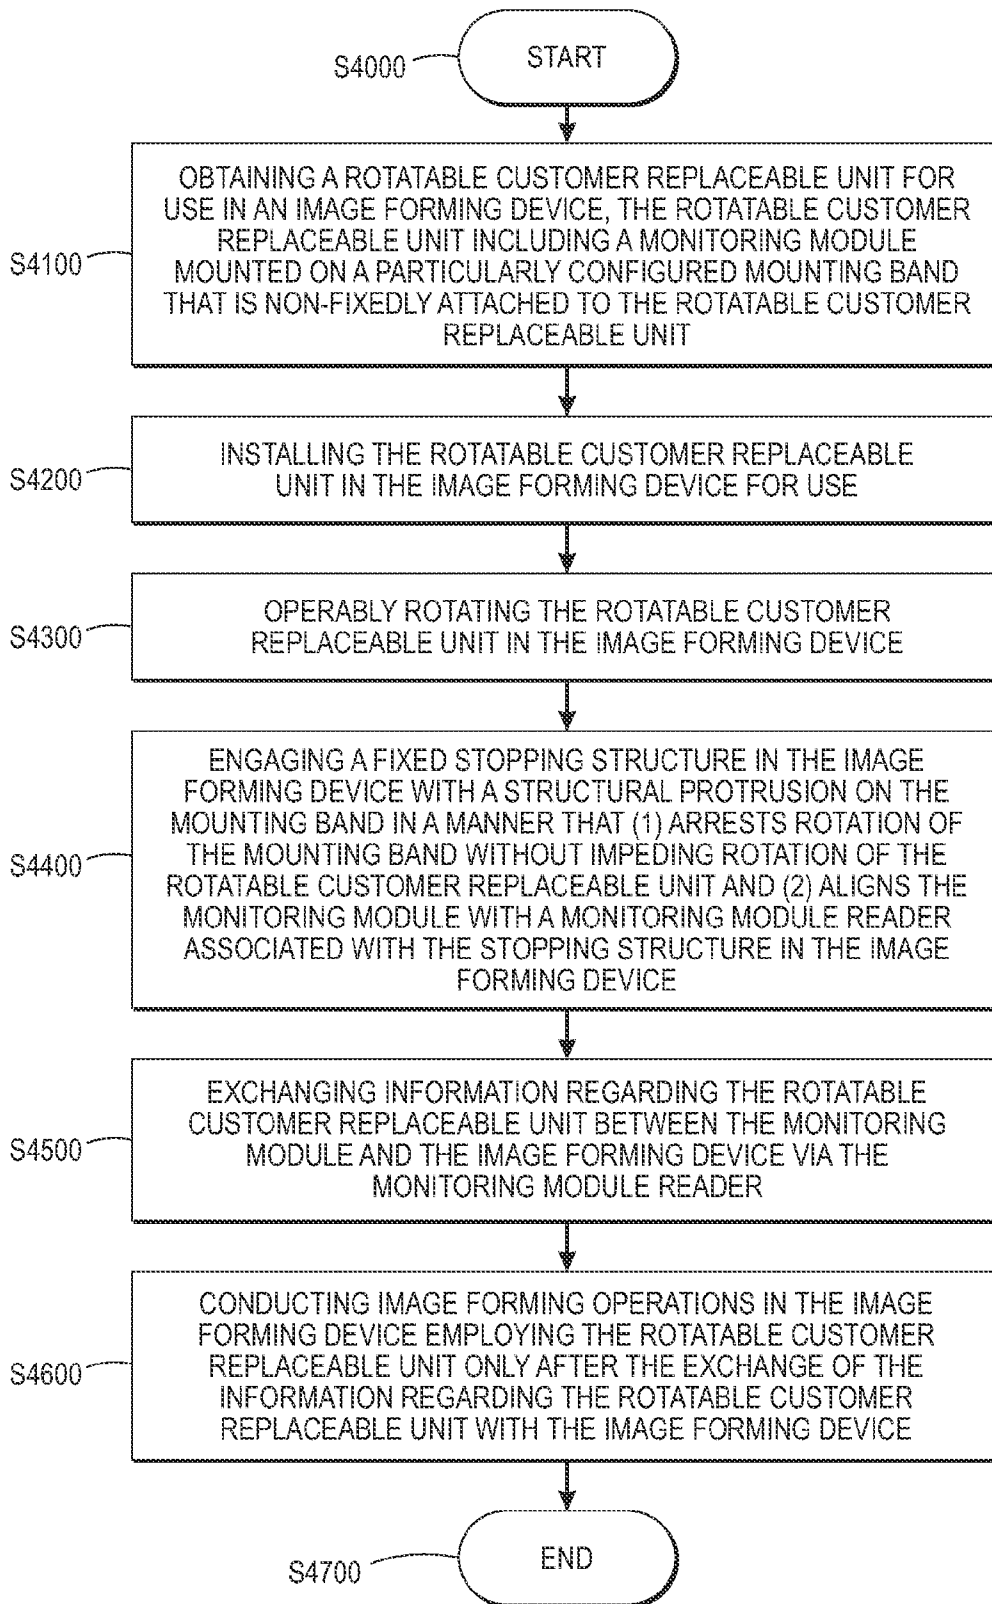 S4000
START
S4100
OBTAINING A ROTATABLE CUSTOMER REPLACEABLE UNIT FOR
USE IN AN IMAGE FORMING DEVICE, THE ROTATABLE CUSTOMER
REPLACEABLE UNIT INCLUDING A MONITORING MODULE
MOUNTED ON A PARTICULARLY CONFIGURED MOUNTING BAND
THAT IS NON-FIXEDLY ATTACHED TO THE ROTATABLE CUSTOMER
REPLACEABLE UNIT
S4200
INSTALLING THE ROTATABLE CUSTOMER REPLACEABLE
UNIT IN THE IMAGE FORMING DEVICE FOR USE
S4300
OPERABLY ROTATING THE ROTATABLE CUSTOMER
REPLACEABLE UNIT IN THE IMAGE FORMING DEVICE
S4400
ENGAGING A FIXED STOPPING STRUCTURE IN THE IMAGE
FORMING DEVICE WITH A STRUCTURAL PROTRUSION ON THE
MOUNTING BAND IN A MANNER THAT (1) ARRESTS ROTATION OF
THE MOUNTING BAND WITHOUT IMPEDING ROTATION OF THE
ROTATABLE CUSTOMER REPLACEABLE UNIT AND (2) ALIGNS THE
MONITORING MODULE WITH A MONITORING MODULE READER
ASSOCIATED WITH THE STOPPING STRUCTURE IN THE IMAGE
FORMING DEVICE
S4500
EXCHANGING INFORMATION REGARDING THE ROTATABLE
CUSTOMER REPLACEABLE UNIT BETWEEN THE MONITORING
MODULE AND THE IMAGE FORMING DEVICE VIA THE
MONITORING MODULE READER
S4600
CONDUCTING IMAGE FORMING OPERATIONS IN THE IMAGE
FORMING DEVICE EMPLOYING THE ROTATABLE CUSTOMER
REPLACEABLE UNIT ONLY AFTER THE EXCHANGE OF THE
INFORMATION REGARDING THE ROTATABLE CUSTOMER
REPLACEABLE UNIT WITH THE IMAGE FORMING DEVICE
S4700
END